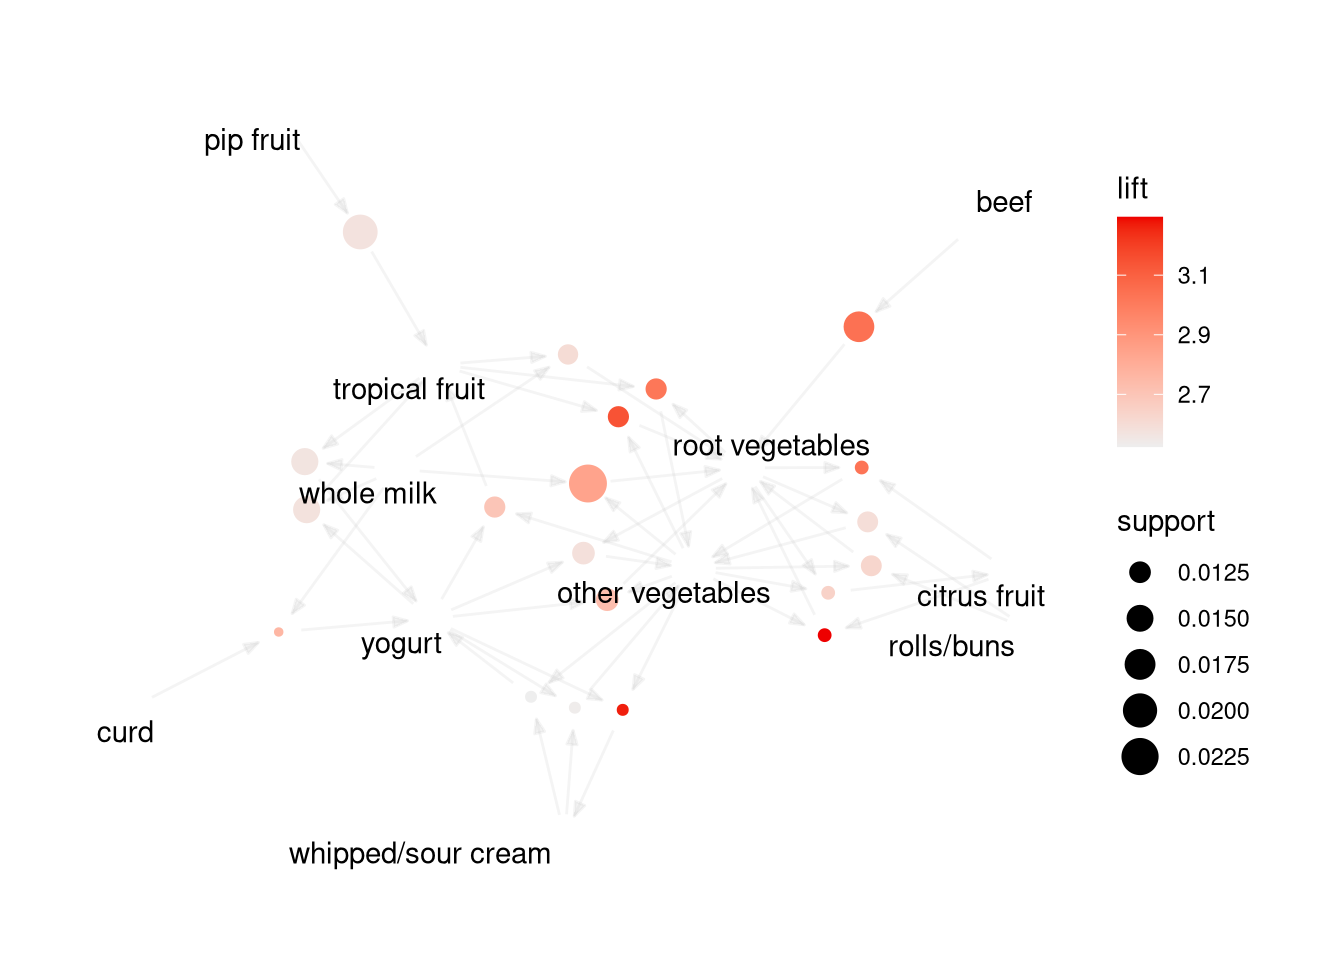 pip fruit
beef
tropical fruit
root vegetables
whole milk
other vegetables
citrus fruit
yogurt
rolls/buns
curd
whipped/sour cream
lift
3.1
2.9
2.7
support
0.0125
0.0150
0.0175
0.0200
0.0225